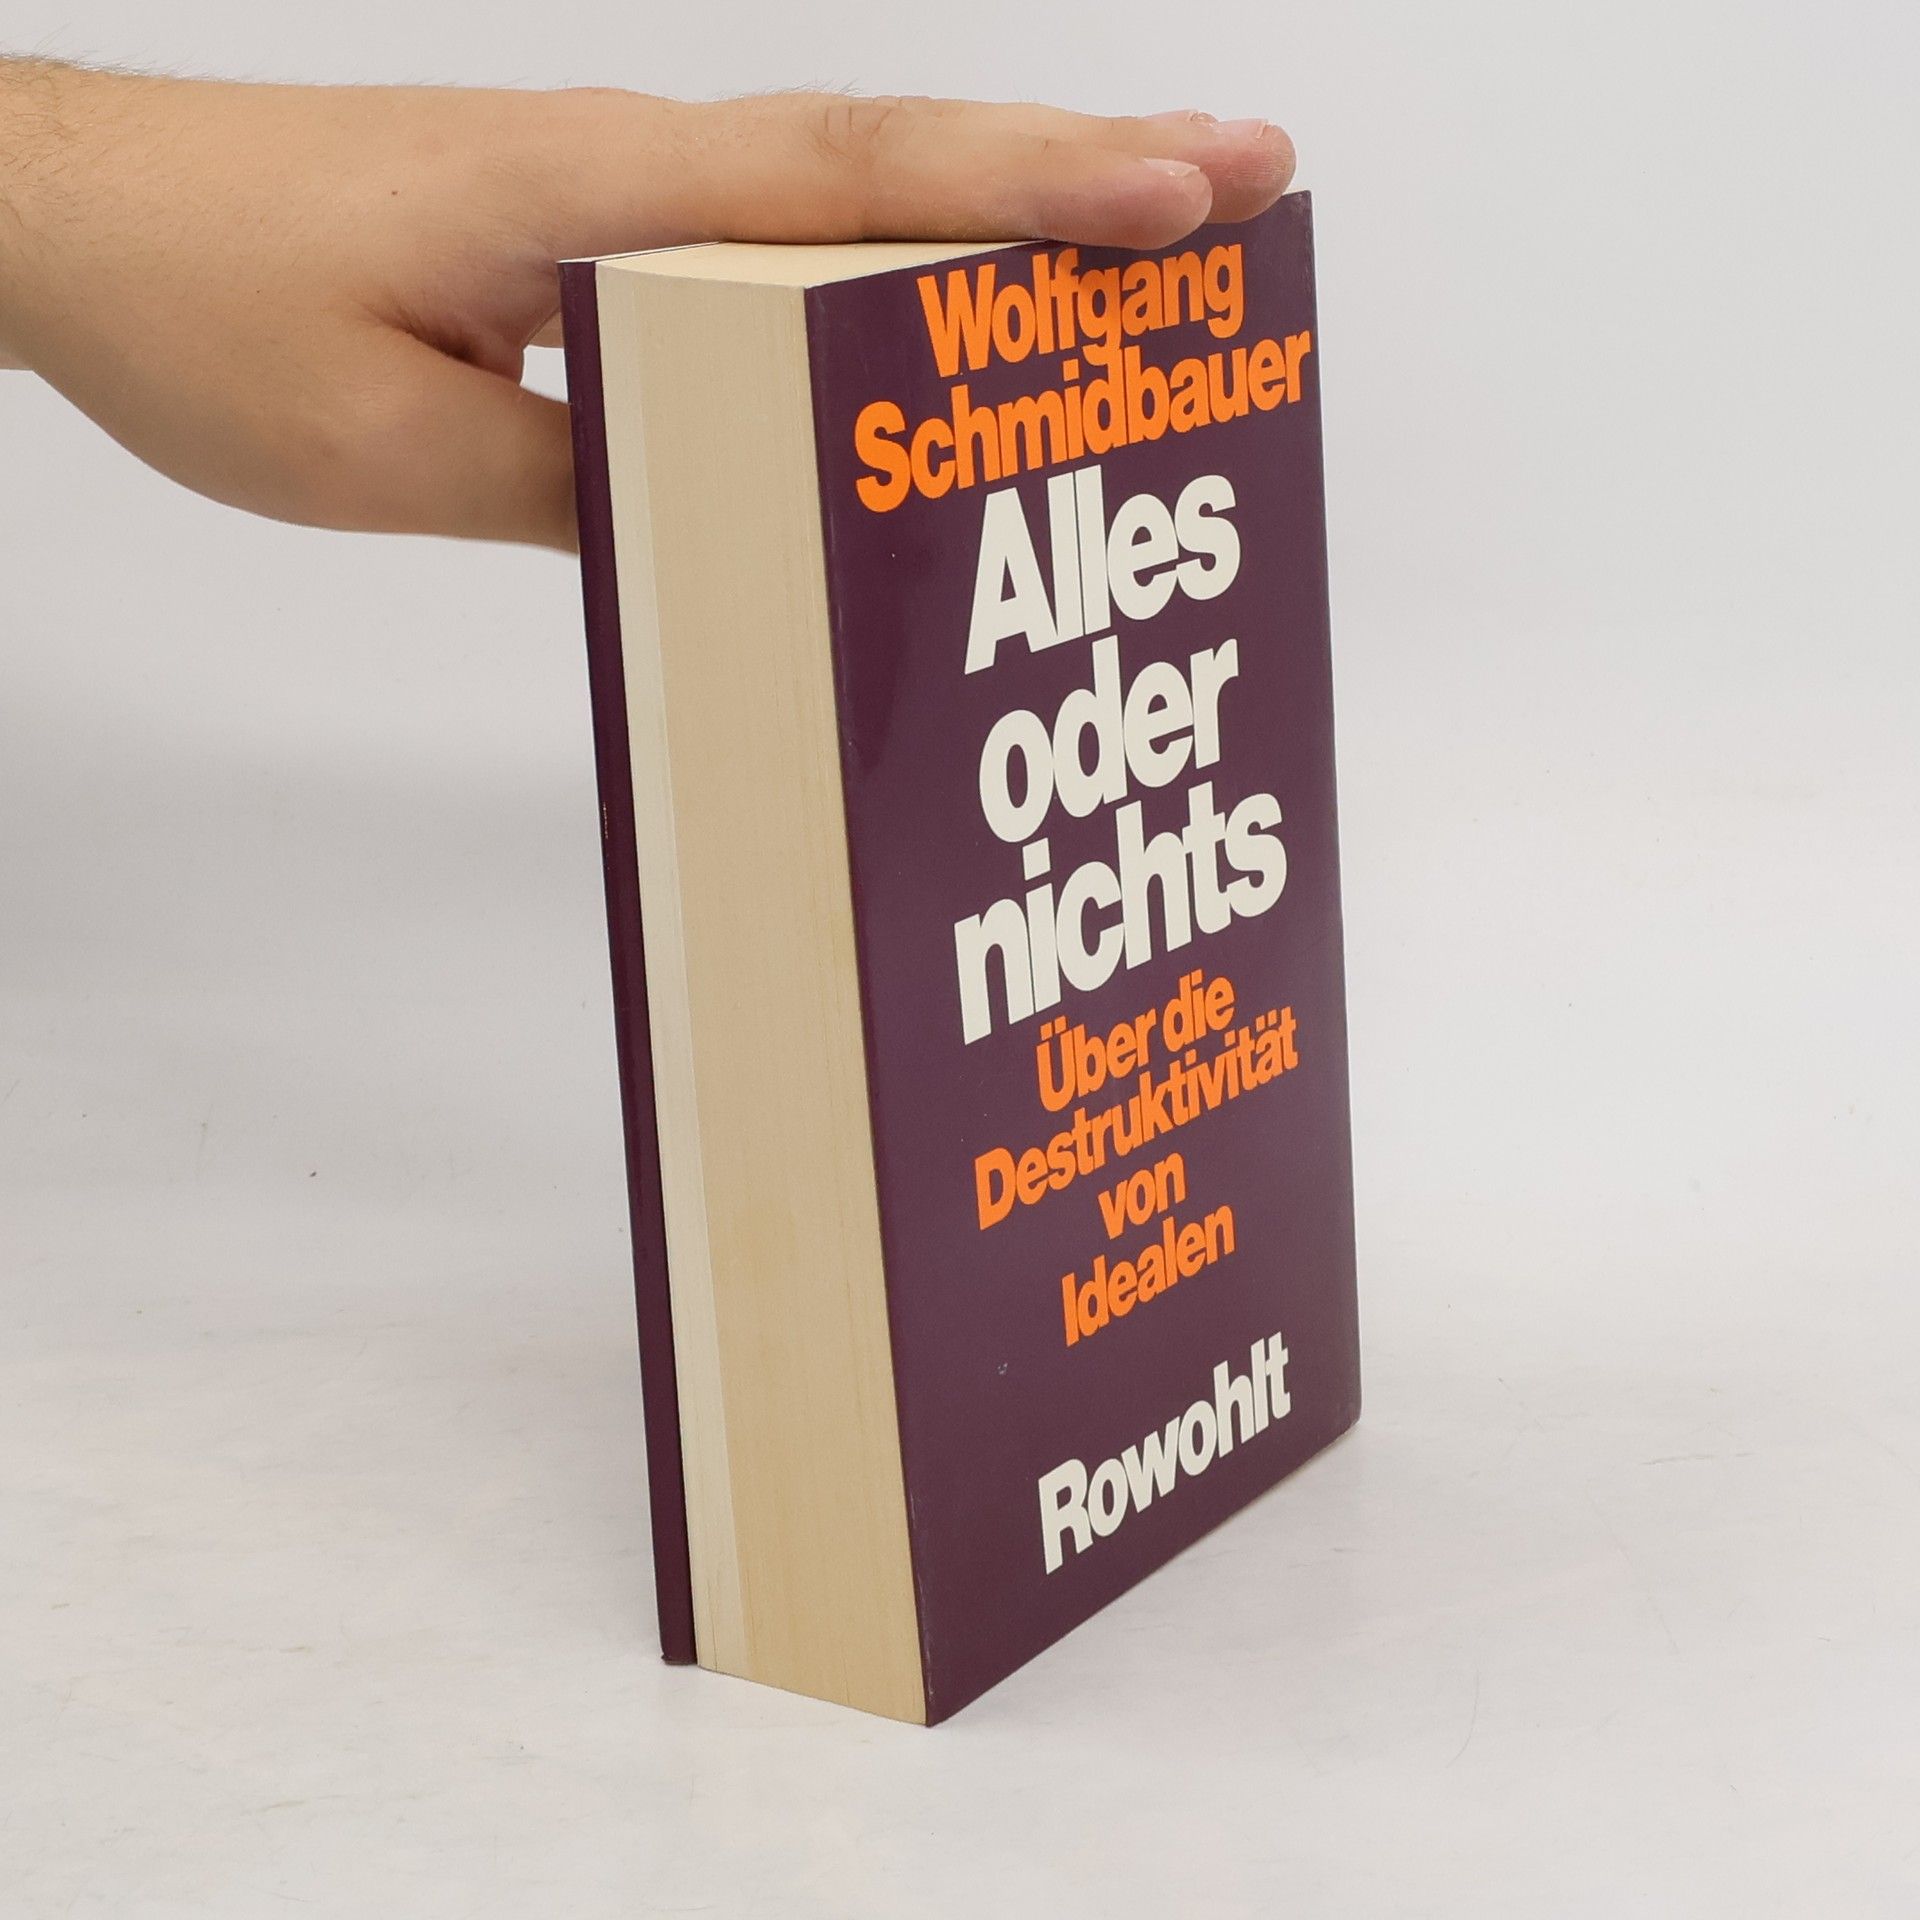 Wolfgang
Schmidbauer
Alles
oder
nichts
Über die
Destruktivität
von
Idealen
Rowohlt